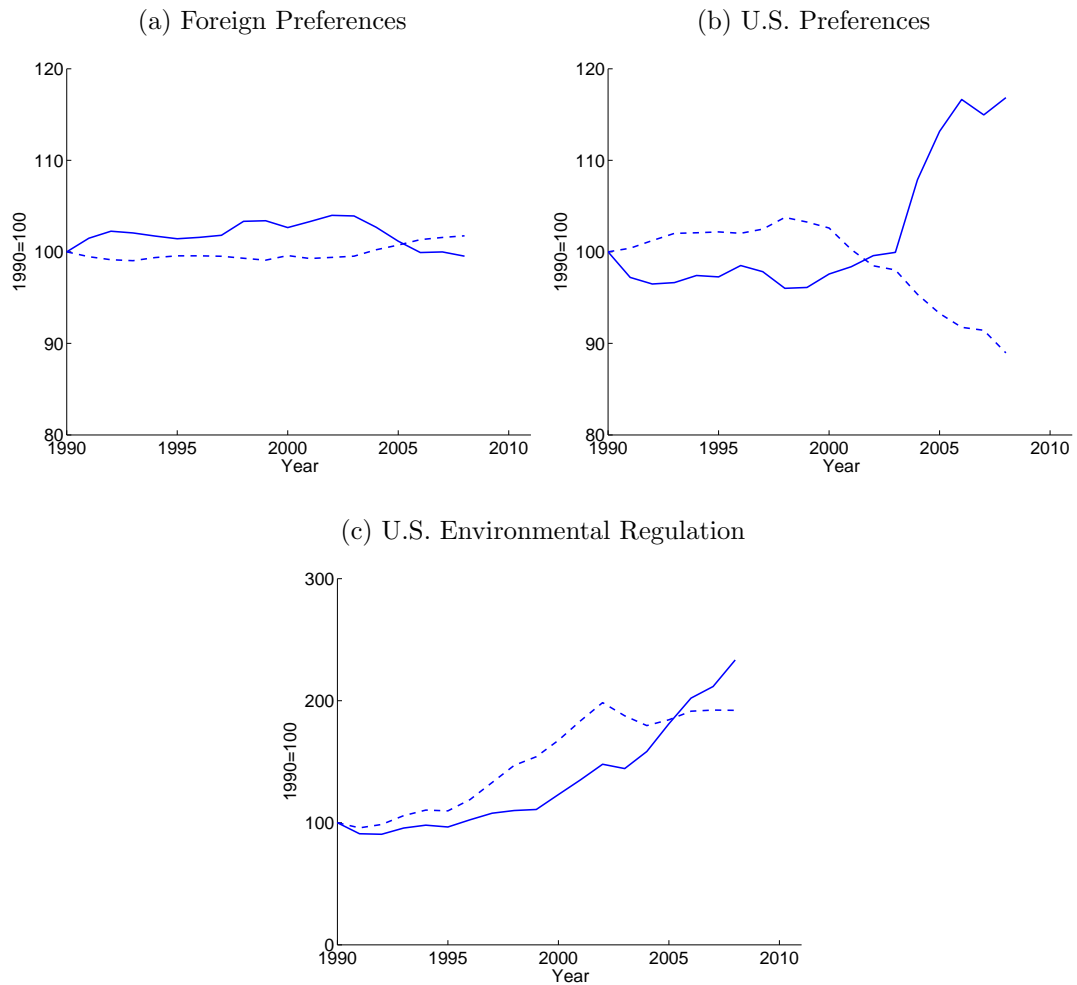 (a) Foreign Preferences
120
110
100
90
80
1990=100
1990 1995 2000 2005 2010
Year
(b) U.S. Preferences
120
110
100
90
80
1990=100
1990 1995 2000 2005 2010
Year
(c) U.S. Environmental Regulation
300
200
100
0
1990=100
1990 1995 2000 2005 2010
Year